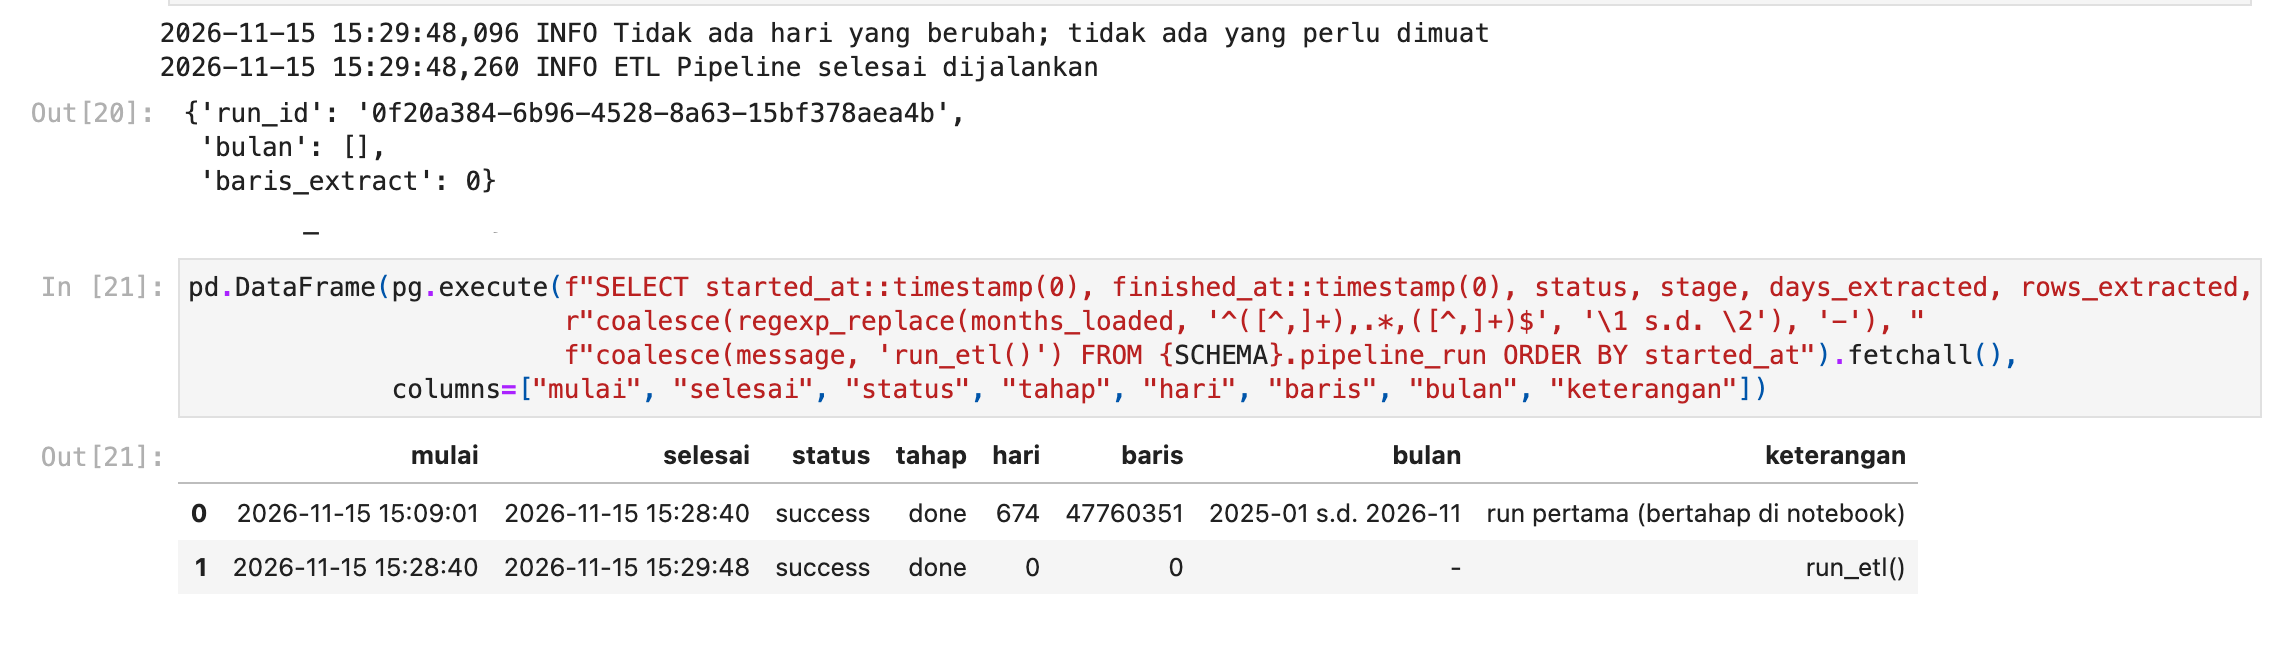 2026-11-15 15:29:48,096 INFO Tidak ada hari yang berubah; tidak ada yang perlu dimuat
2026-11-15 15:29:48,260 INFO ETL Pipeline selesai dijalankan
Out[20]: {'run_id': '0f20a384-6b96-4528-8a63-15bf378aea4b',
'bulan': [],
'baris_extract': 0}
In [21]: pd.DataFrame(pg.execute(f"SELECT started_at::timestamp(0), finished_at::timestamp(0), status, stage, days_extracted, rows_extracted,
r"coalesce(regexp_replace(months_loaded, '^([^,]+),.*,([^,]+)$', '\1 s.d. \2'), '-'), "
f"coalesce(message, 'run_etl()') FROM {SCHEMA}.pipeline_run ORDER BY started_at").fetchall(),
columns=["mulai", "selesai", "status", "tahap", "hari", "baris", "bulan", "keterangan"])
Out[21]: mulai selesai status tahap hari baris bulan keterangan
0 2026-11-15 15:09:01 2026-11-15 15:28:40 success done 674 47760351 2025-01 s.d. 2026-11 run pertama (bertahap di notebook)
1 2026-11-15 15:28:40 2026-11-15 15:29:48 success done 0 0 - run_etl()